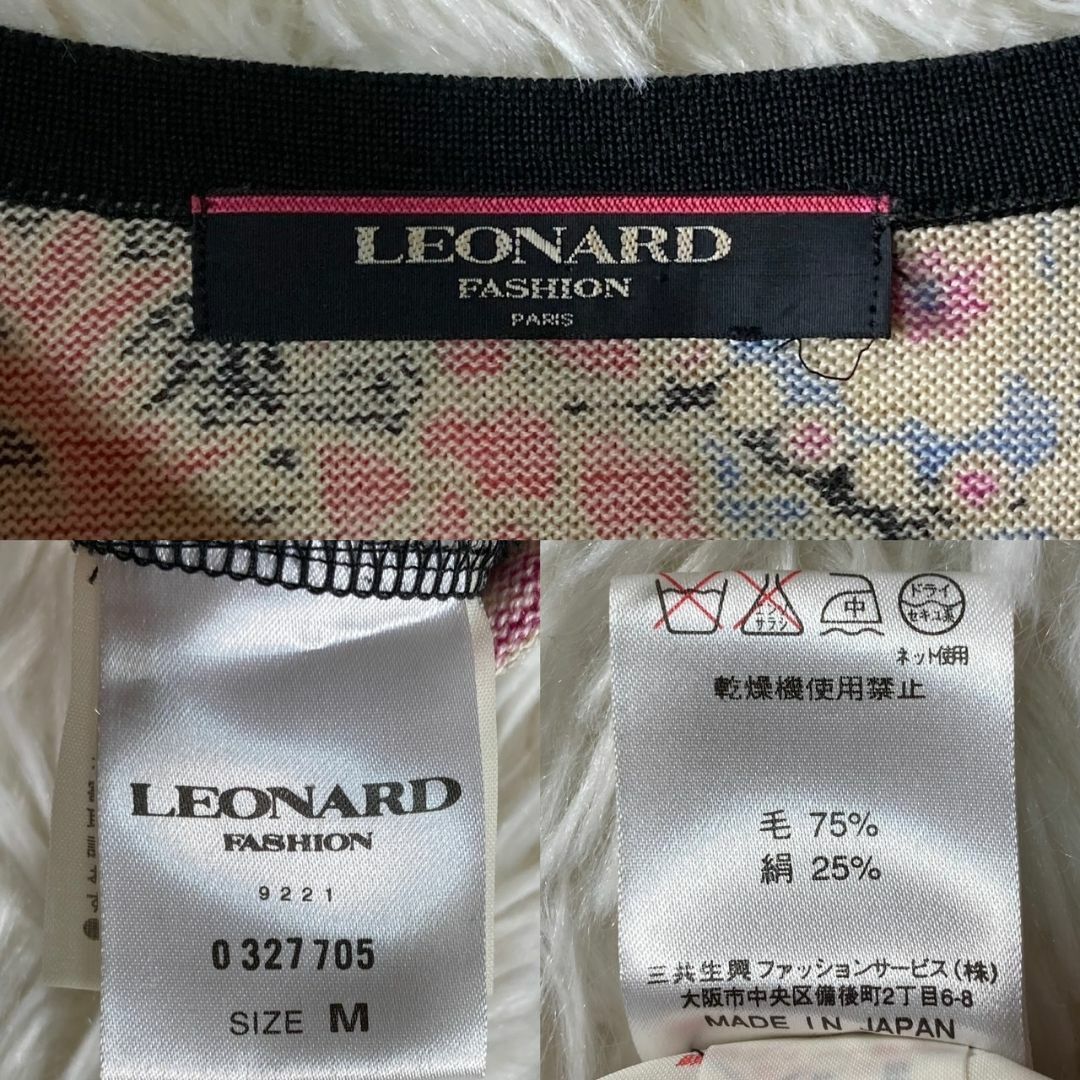 LEONARD
FASHION
PARIS
LEONARD
FASHION
9221
0 327 705
SIZE M
サラシ
中
ドライ
セキユ系
ネット使用
乾燥機使用禁止
毛 75%
絹 25%
三共生興ファッションサービス(株)
大阪市中央区備後町2丁目6-8
MADE IN JAPAN